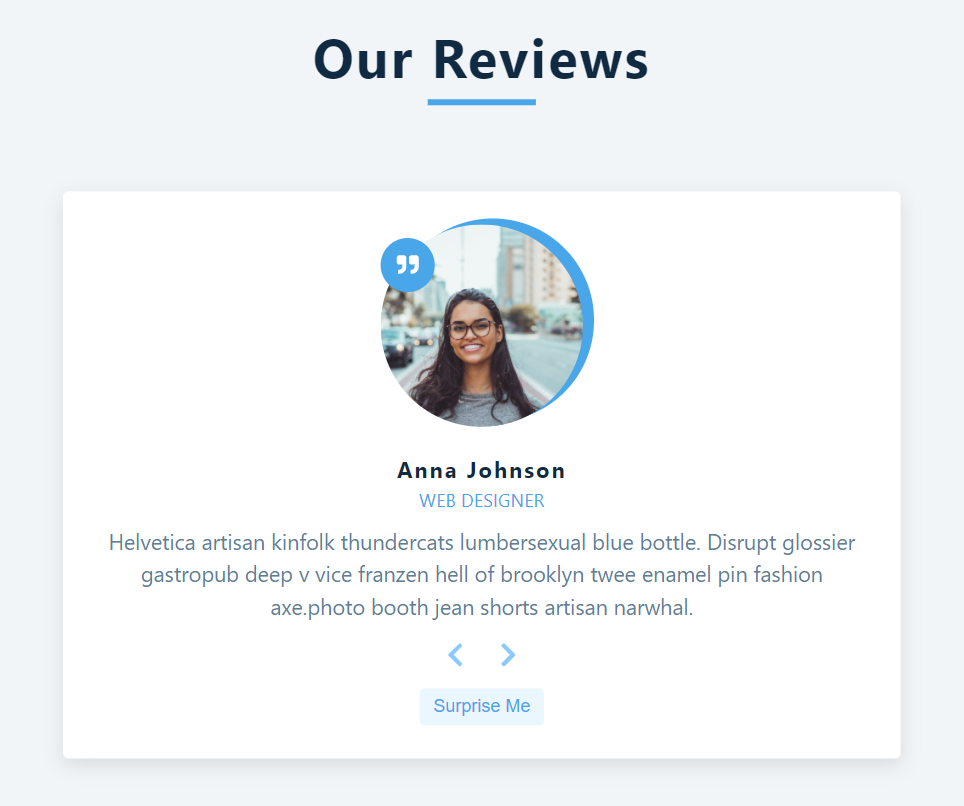 Our Reviews
Anna Johnson
WEB DESIGNER
Helvetica artisan kinfolk thundercats lumbersexual blue bottle. Disrupt glossier
gastropub deep v vice franzen hell of brooklyn twee enamel pin fashion
axe.photo booth jean shorts artisan narwhal.
Surprise Me